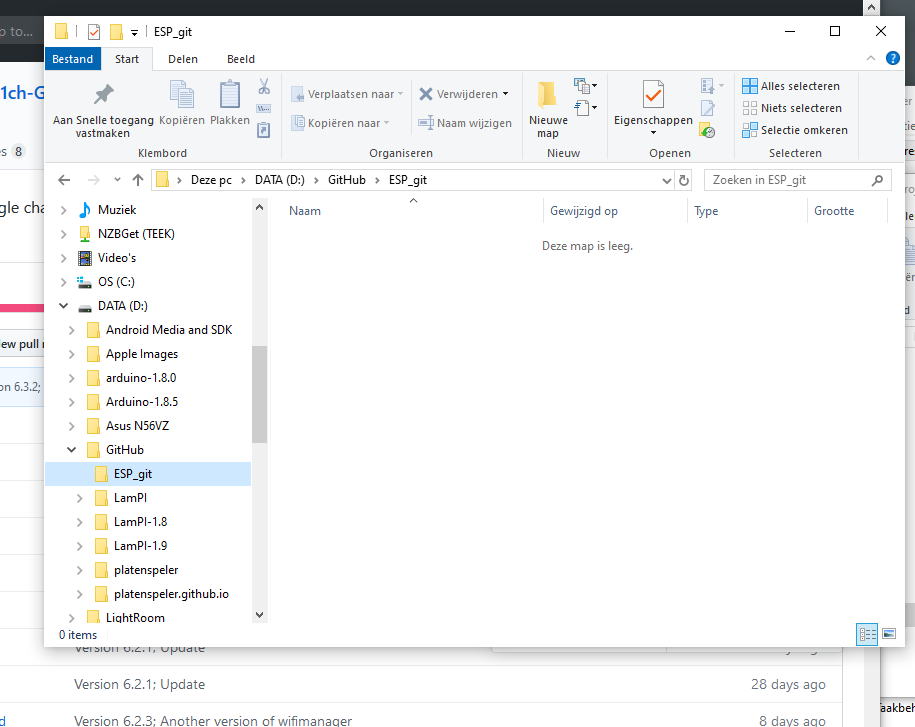 p to...
ESP_git
Bestand Start Delen Beeld
Aan Snelle toegang vastmaken
Kopiëren
Plakken
Klembord
Verplaatsen naar
Kopiëren naar
Verwijderen
Naam wijzigen
Organiseren
Nieuwe map
Nieuw
Eigenschappen
Openen
Alles selecteren
Niets selecteren
Selectie omkeren
Selecteren
Deze pc > DATA (D:) > GitHub > ESP_git
Zoeken in ESP_git
Naam Gewijzigd op Type Grootte
Deze map is leeg.
Muziek
NZBGet (TEEK)
Video's
OS (C:)
DATA (D:)
Android Media and SDK
Apple Images
arduino-1.8.0
Arduino-1.8.5
Asus N56VZ
GitHub
ESP_git
LamPI
LamPI-1.8
LamPI-1.9
platenspeler
platenspeler.github.io
LightRoom
0 items
1ch-G
8
gle cha
ew pull r
on 6.3.2;
Version 6.2.1; Update
Version 6.2.1; Update 28 days ago
Version 6.2.3; Another version of wifimanager 8 days ago
aakbeh